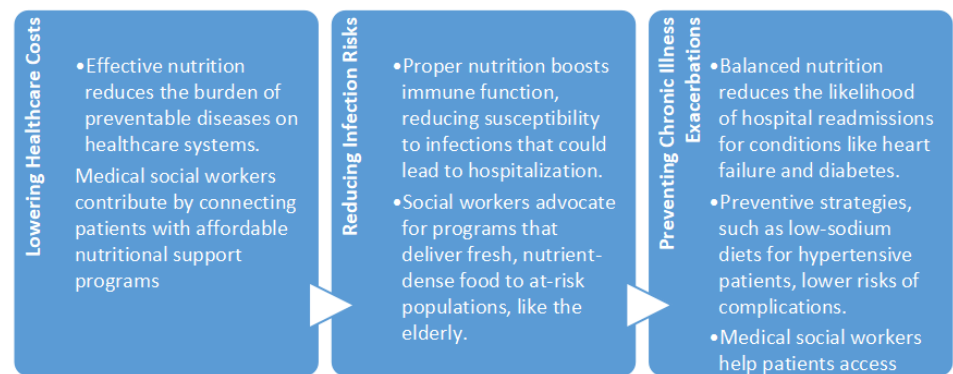 Lowering Healthcare Costs
•Effective nutrition
reduces the burden of
preventable diseases on
healthcare systems.
Medical social workers
contribute by connecting
patients with affordable
nutritional support
programs
Reducing Infection Risks
•Proper nutrition boosts
immune function,
reducing susceptibility
to infections that could
lead to hospitalization.
•Social workers advocate
for programs that
deliver fresh, nutrient-
dense food to at-risk
populations, like the
elderly.
Preventing Chronic Illness
Exacerbations
•Balanced nutrition
reduces the likelihood
of hospital readmissions
for conditions like heart
failure and diabetes.
•Preventive strategies,
such as low-sodium
diets for hypertensive
patients, lower risks of
complications.
•Medical social workers
help patients access